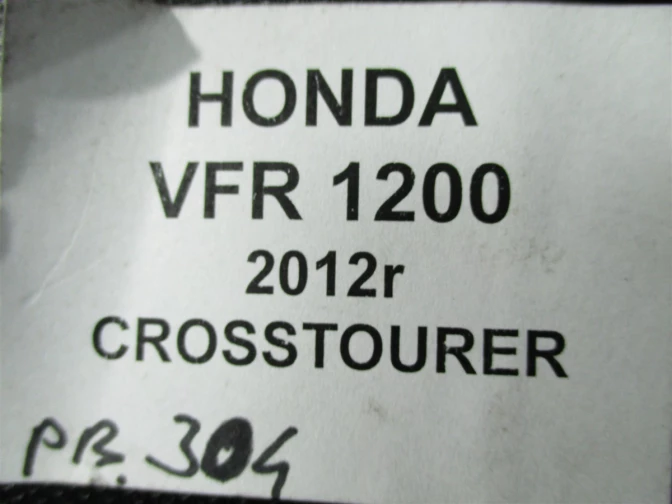 HONDA
VFR 1200
2012r
CROSSTOURER
PB. 304